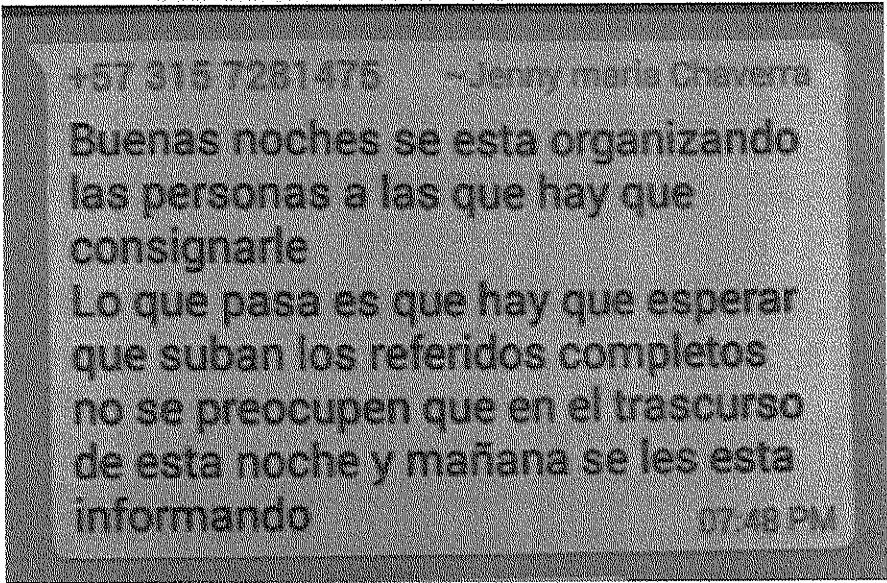 +57 315 7281475 ~Jenny maria Chaverra
Buenas noches se esta organizando
las personas a las que hay que
consignarle
Lo que pasa es que hay que esperar
que suban los referidos completos
no se preocupen que en el trascurso
de esta noche y mañana se les esta
informando
07:48 PM